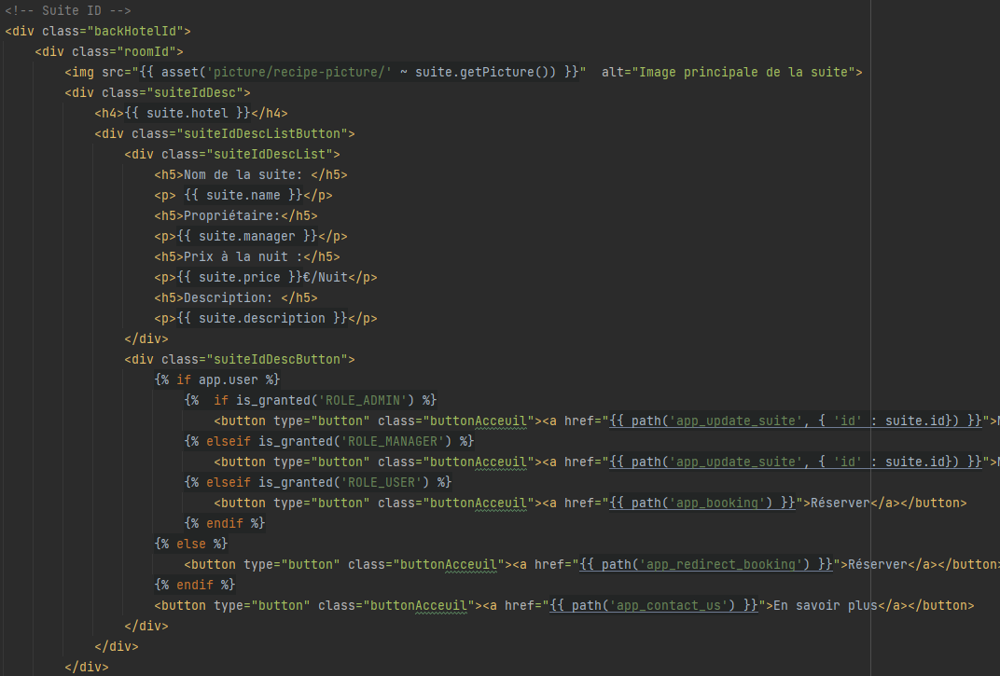 <!-- Suite ID -->
<div class="backHotelId">
<div class="roomId">
<img src="{{ asset('picture/recipe-picture/' ~ suite.getPicture()) }}"  alt="Image principale de la suite">
<div class="suiteIdDesc">
<h4>{{ suite.hotel }}</h4>
<div class="suiteIdDescListButton">
<div class="suiteIdDescList">
<h5>Nom de la suite: </h5>
<p> {{ suite.name }}</p>
<h5>Propriétaire:</h5>
<p>{{ suite.manager }}</p>
<h5>Prix à la nuit :</h5>
<p>{{ suite.price }}€/Nuit</p>
<h5>Description: </h5>
<p>{{ suite.description }}</p>
</div>
<div class="suiteIdDescButton">
{% if app.user %}
{%  if is_granted('ROLE_ADMIN') %}
<button type="button" class="buttonAcceuil"><a href="{{ path('app_update_suite', { 'id' : suite.id}) }}">
{% elseif is_granted('ROLE_MANAGER') %}
<button type="button" class="buttonAcceuil"><a href="{{ path('app_update_suite', { 'id' : suite.id}) }}">
{% elseif is_granted('ROLE_USER') %}
<button type="button" class="buttonAcceuil"><a href="{{ path('app_booking') }}">Réserver</a></button>
{% endif %}
{% else %}
<button type="button" class="buttonAcceuil"><a href="{{ path('app_redirect_booking') }}">Réserver</a></button>
{% endif %}
<button type="button" class="buttonAcceuil"><a href="{{ path('app_contact_us') }}">En savoir plus</a></button>
</div>
</div>
</div>